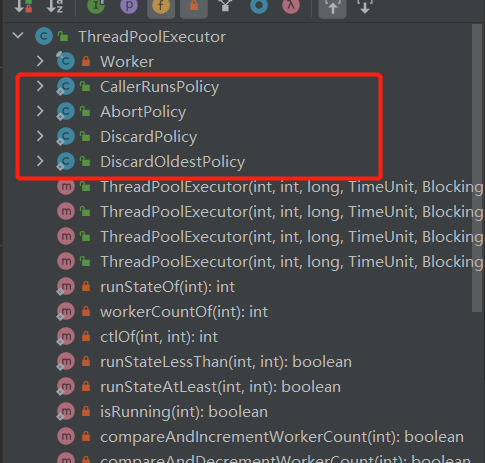 ThreadPoolExecutor
Worker
CallerRunsPolicy
AbortPolicy
DiscardPolicy
DiscardOldestPolicy
ThreadPoolExecutor(int, int, long, TimeUnit, Blocking
ThreadPoolExecutor(int, int, long, TimeUnit, Blocking
ThreadPoolExecutor(int, int, long, TimeUnit, Blocking
ThreadPoolExecutor(int, int, long, TimeUnit, Blocking
runStateOf(int): int
workerCountOf(int): int
ctlOf(int, int): int
runStateLessThan(int, int): boolean
runStateAtLeast(int, int): boolean
isRunning(int): boolean
compareAndIncrementWorkerCount(int): boolean
compareAndDecrementWorkerCount(int): boolean